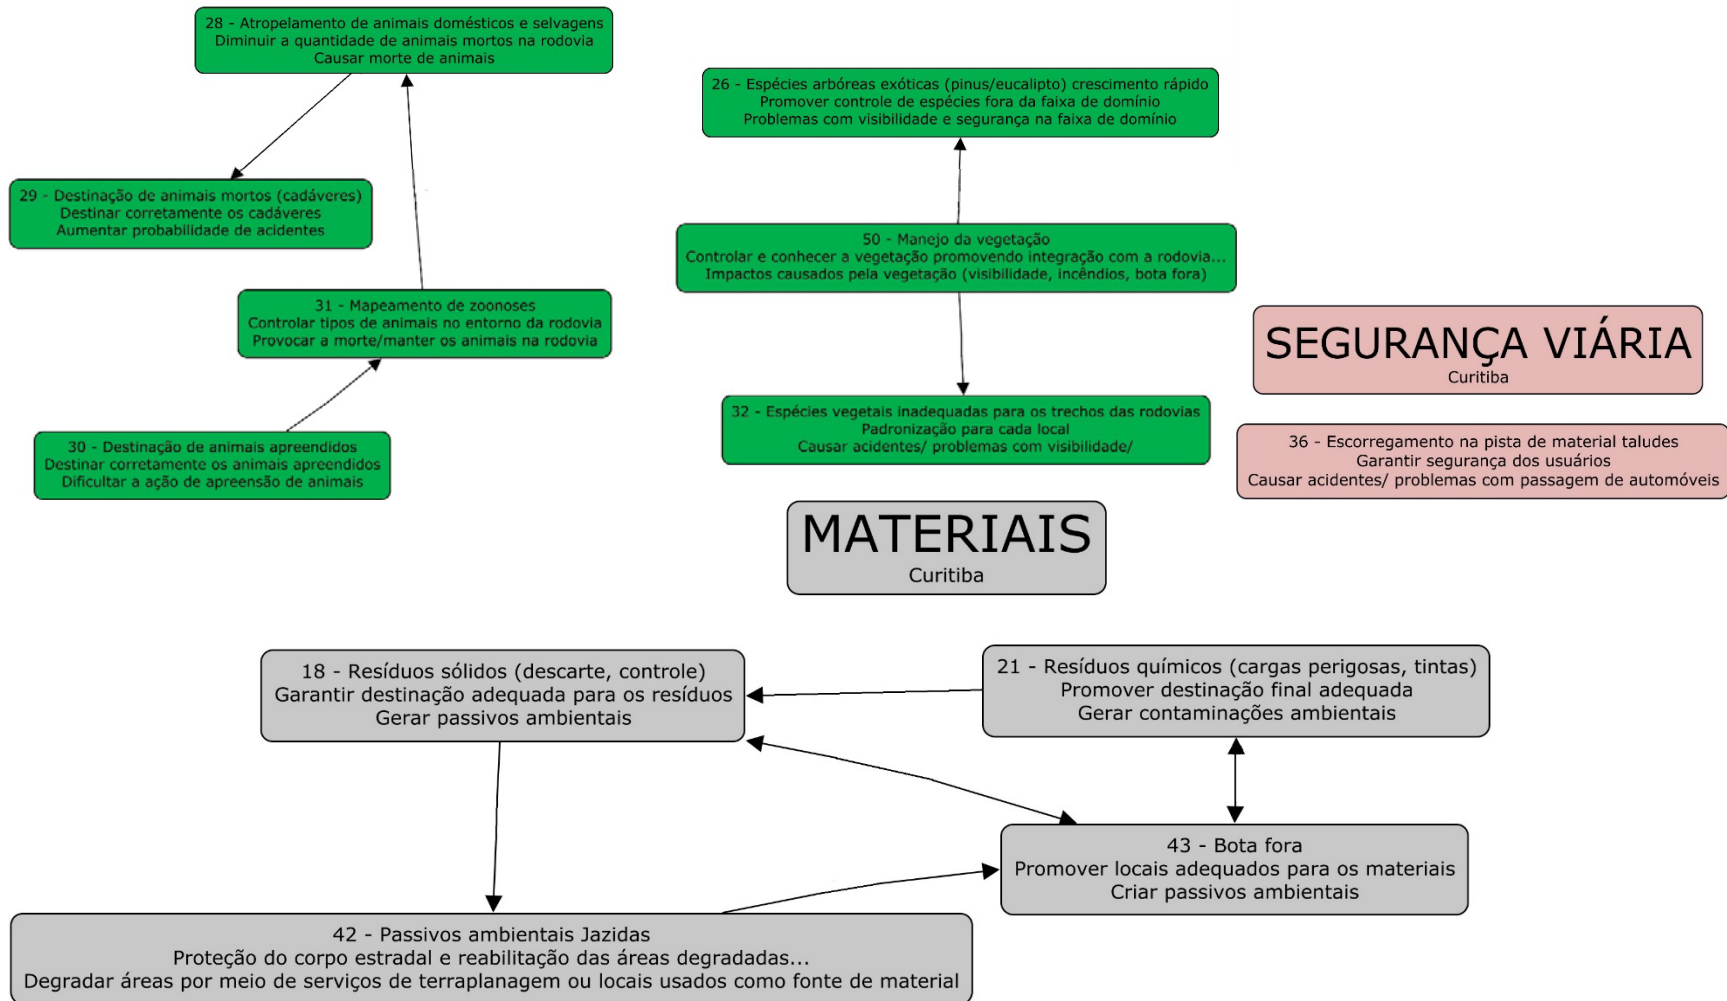 28 - Atropelamento de animais domésticos e selvagens
Diminuir a quantidade de animais mortos na rodovia
Causar morte de animais
26 - Espécies arbóreas exóticas (pinus/eucalipto) crescimento rápido
Promover controle de espécies fora da faixa de domínio
Problemas com visibilidade e segurança na faixa de domínio
29 - Destinação de animais mortos (cadáveres)
Destinar corretamente os cadáveres
Aumentar probabilidade de acidentes
50 - Manejo da vegetação
Controlar e conhecer a vegetação promovendo integração com a rodovia...
Impactos causados pela vegetação (visibilidade, incêndios, bota fora)
31 - Mapeamento de zoonoses
Controlar tipos de animais no entorno da rodovia
Provocar a morte/manter os animais na rodovia
SEGURANÇA VIÁRIA
Curitiba
32 - Espécies vegetais inadequadas para os trechos das rodovias
Padronização para cada local
Causar acidentes/ problemas com visibilidade/
30 - Destinação de animais apreendidos
Destinar corretamente os animais apreendidos
Dificultar a ação de apreensão de animais
36 - Escorregamento na pista de material taludes
Garantir segurança dos usuários
Causar acidentes/ problemas com passagem de automóveis
MATERIAIS
Curitiba
18 - Resíduos sólidos (descarte, controle)
Garantir destinação adequada para os resíduos
Gerar passivos ambientais
21 - Resíduos químicos (cargas perigosas, tintas)
Promover destinação final adequada
Gerar contaminações ambientais
43 - Bota fora
Promover locais adequados para os materiais
Criar passivos ambientais
42 - Passivos ambientais Jazidas
Proteção do corpo estradal e reabilitação das áreas degradadas...
Degradar áreas por meio de serviços de terraplanagem ou locais usados como fonte de material